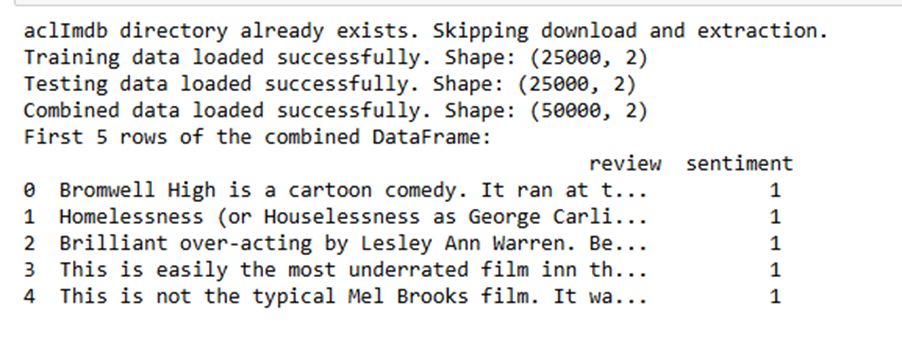 aclImdb directory already exists. Skipping download and extraction.
Training data loaded successfully. Shape: (25000, 2)
Testing data loaded successfully. Shape: (25000, 2)
Combined data loaded successfully. Shape: (50000, 2)
First 5 rows of the combined DataFrame:
review sentiment
0 Bromwell High is a cartoon comedy. It ran at t... 1
1 Homelessness (or Houselessness as George Carli... 1
2 Brilliant over-acting by Lesley Ann Warren. Be... 1
3 This is easily the most underrated film inn th... 1
4 This is not the typical Mel Brooks film. It wa... 1